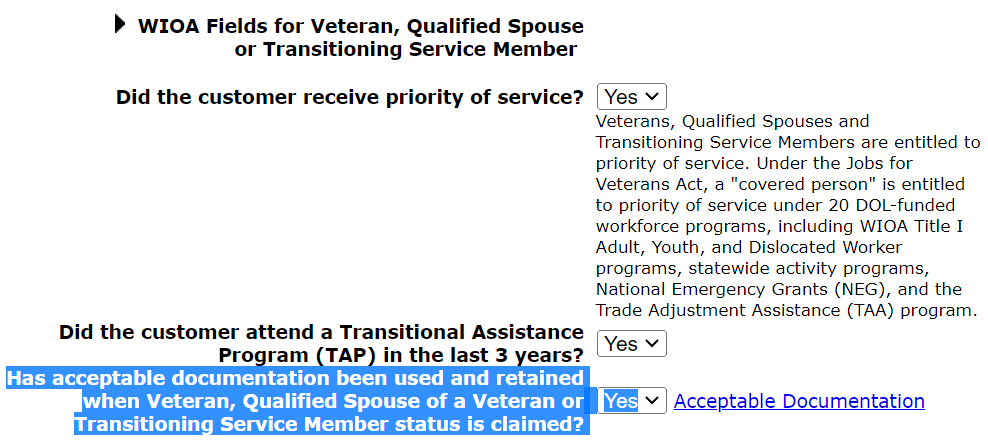 WIOA Fields for Veteran, Qualified Spouse
or Transitioning Service Member
Did the customer receive priority of service?
Yes
Veterans, Qualified Spouses and
Transitioning Service Members are entitled to
priority of service. Under the Jobs for
Veterans Act, a "covered person" is entitled
to priority of service under 20 DOL-funded
workforce programs, including WIOA Title I
Adult, Youth, and Dislocated Worker
programs, statewide activity programs,
National Emergency Grants (NEG), and the
Trade Adjustment Assistance (TAA) program.
Did the customer attend a Transitional Assistance
Program (TAP) in the last 3 years?
Yes
Has acceptable documentation been used and retained
when Veteran, Qualified Spouse of a Veteran or
Transitioning Service Member status is claimed?
Yes
Acceptable Documentation